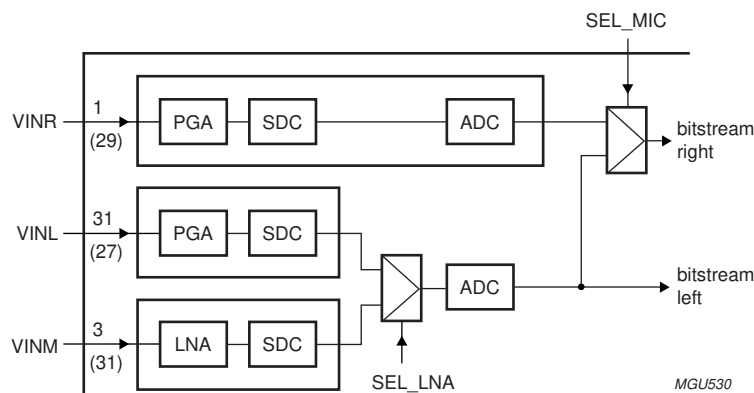 SEL_MIC
1
VINR
(29)
PGA
SDC
ADC
bitstream
right
31
VINL
(27)
PGA
SDC
ADC
bitstream
left
3
VINM
(31)
LNA
SDC
SEL_LNA
MGU530